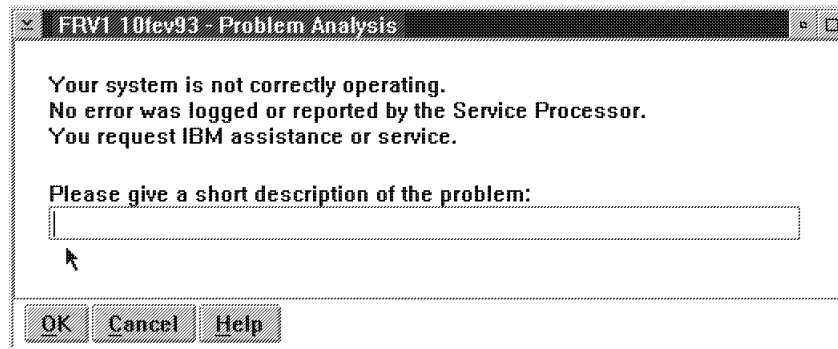 FRV1 10fev93 - Problem Analysis
Your system is not correctly operating.
No error was logged or reported by the Service Processor.
You request IBM assistance or service.
Please give a short description of the problem:
OK Cancel Help